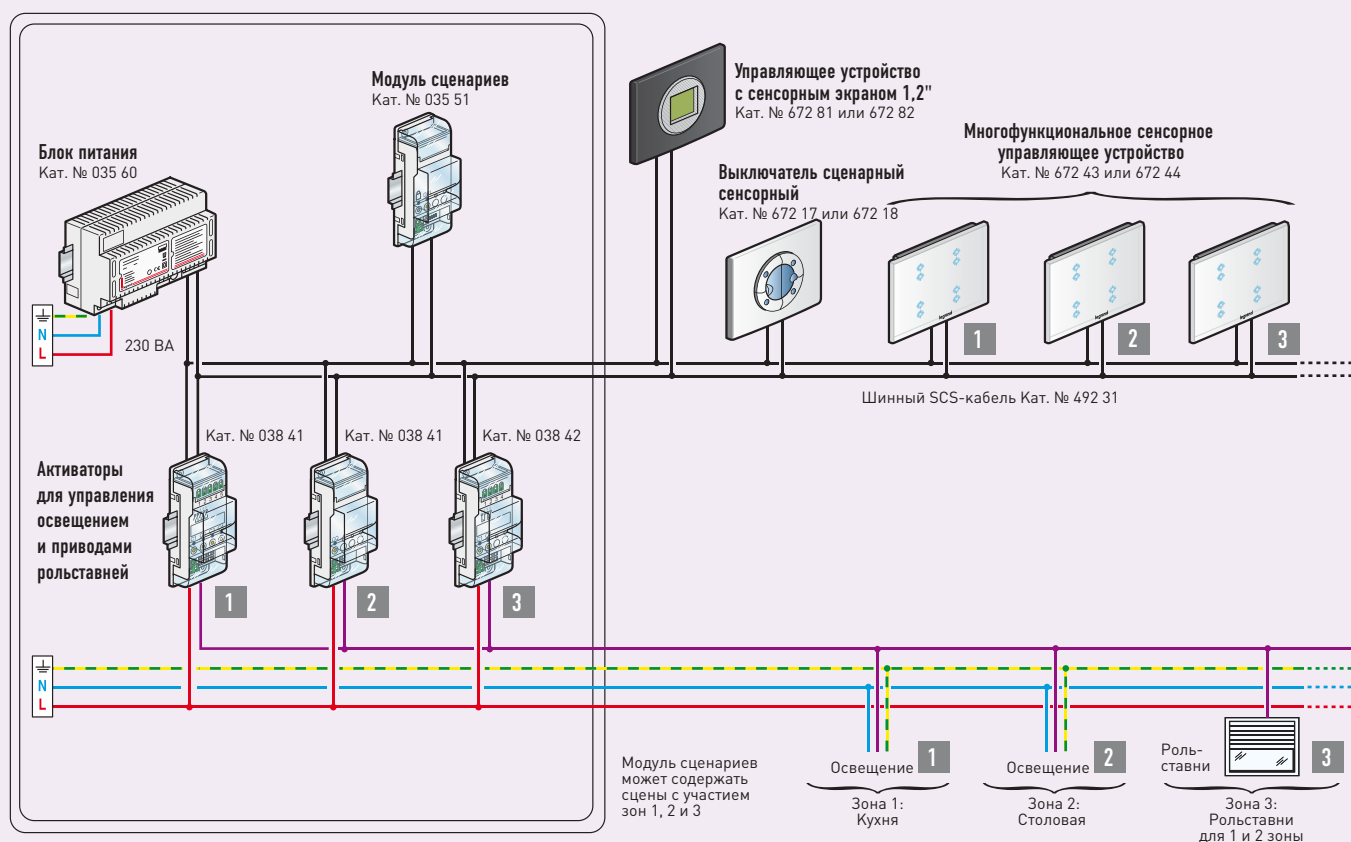 Модуль сценариев
Кат. № 035 51
Блок питания
Кат. № 035 60
N
L
230 ВА
Управляющее устройство
с сенсорным экраном 1,2"
Кат. № 672 81 или 672 82
Выключатель сценарный
сенсорный
Кат. № 672 17 или 672 18
Многофункциональное сенсорное
управляющее устройство
Кат. № 672 43 или 672 44
legrand
1
legrand
2
legrand
3
Шинный SCS-кабель Кат. № 492 31
Кат. № 038 41
Кат. № 038 41
Кат. № 038 42
Активаторы
для управления
освещением
и приводами
рольставней
1
2
3
N
L
Модуль сценариев
может содержать
сцены с участием
зон 1, 2 и 3
Освещение
1
Зона 1:
Кухня
Освещение
2
Зона 2:
Столовая
Роль-
ставни
3
Зона 3:
Рольставни
для 1 и 2 зоны